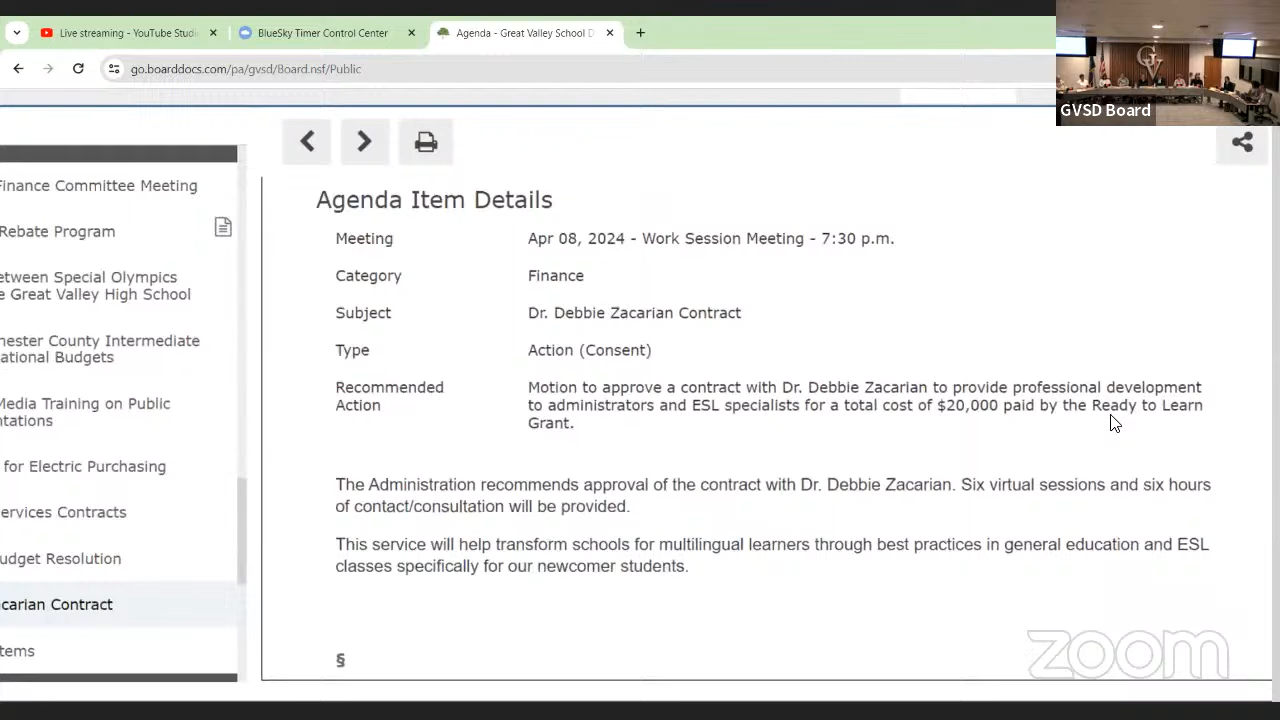 Live streaming - YouTube Studi
BlueSky Timer Control Center
Agenda - Great Valley School D
go.boarddocs.com/pa/gvsd/Board.nsf/Public
GV
GVSD Board
Finance Committee Meeting
Rebate Program
etween Special Olympics
e Great Valley High School
hester County Intermediate
ational Budgets
Media Training on Public
ntations
for Electric Purchasing
ervices Contracts
udget Resolution
carian Contract
tems
Agenda Item Details
Meeting Apr 08, 2024 - Work Session Meeting - 7:30 p.m.
Category Finance
Subject Dr. Debbie Zacarian Contract
Type Action (Consent)
Recommended Motion to approve a contract with Dr. Debbie Zacarian to provide professional development
Action to administrators and ESL specialists for a total cost of $20,000 paid by the Ready to Learn
Grant.
The Administration recommends approval of the contract with Dr. Debbie Zacarian. Six virtual sessions and six hours
of contact/consultation will be provided.
This service will help transform schools for multilingual learners through best practices in general education and ESL
classes specifically for our newcomer students.
§
zoom